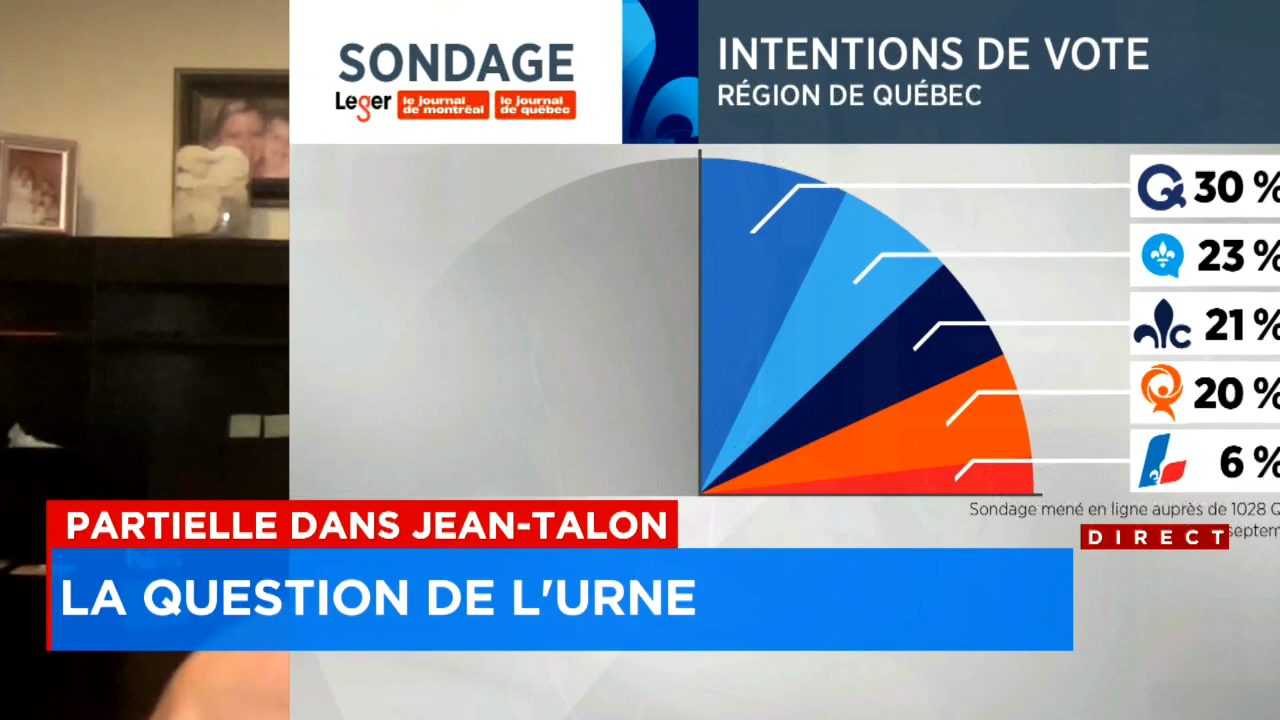 SONDAGE
Leger le journal de montréal le journal de québec
INTENTIONS DE VOTE
RÉGION DE QUÉBEC
30 %
23 %
21 %
20 %
6 %
Sondage mené en ligne auprès de 1028 Q
septem
DIRECT
PARTIELLE DANS JEAN-TALON
LA QUESTION DE L'URNE